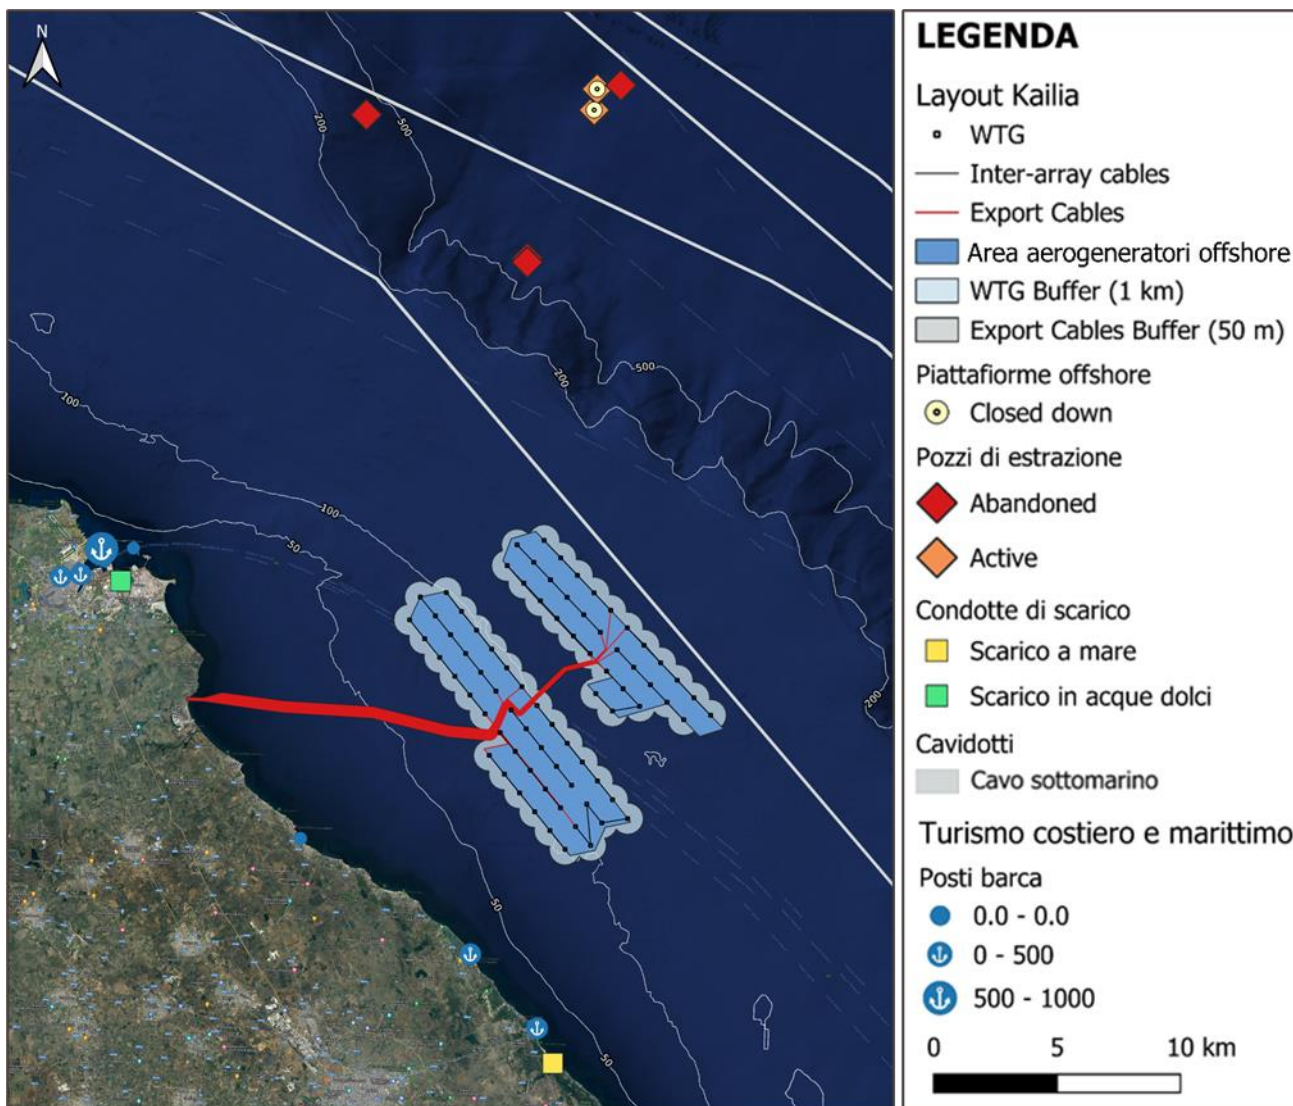 N
200
500
200
500
100
100
50
200
50
50
LEGENDA
Layout Kailia
WTG
Inter-array cables
Export Cables
Area aerogeneratori offshore
WTG Buffer (1 km)
Export Cables Buffer (50 m)
Piattafiorme offshore
Closed down
Pozzi di estrazione
Abandoned
Active
Condotte di scarico
Scarico a mare
Scarico in acque dolci
Cavidotti
Cavo sottomarino
Turismo costiero e marittimo
Posti barca
0.0 - 0.0
0 - 500
500 - 1000
0 5 10 km